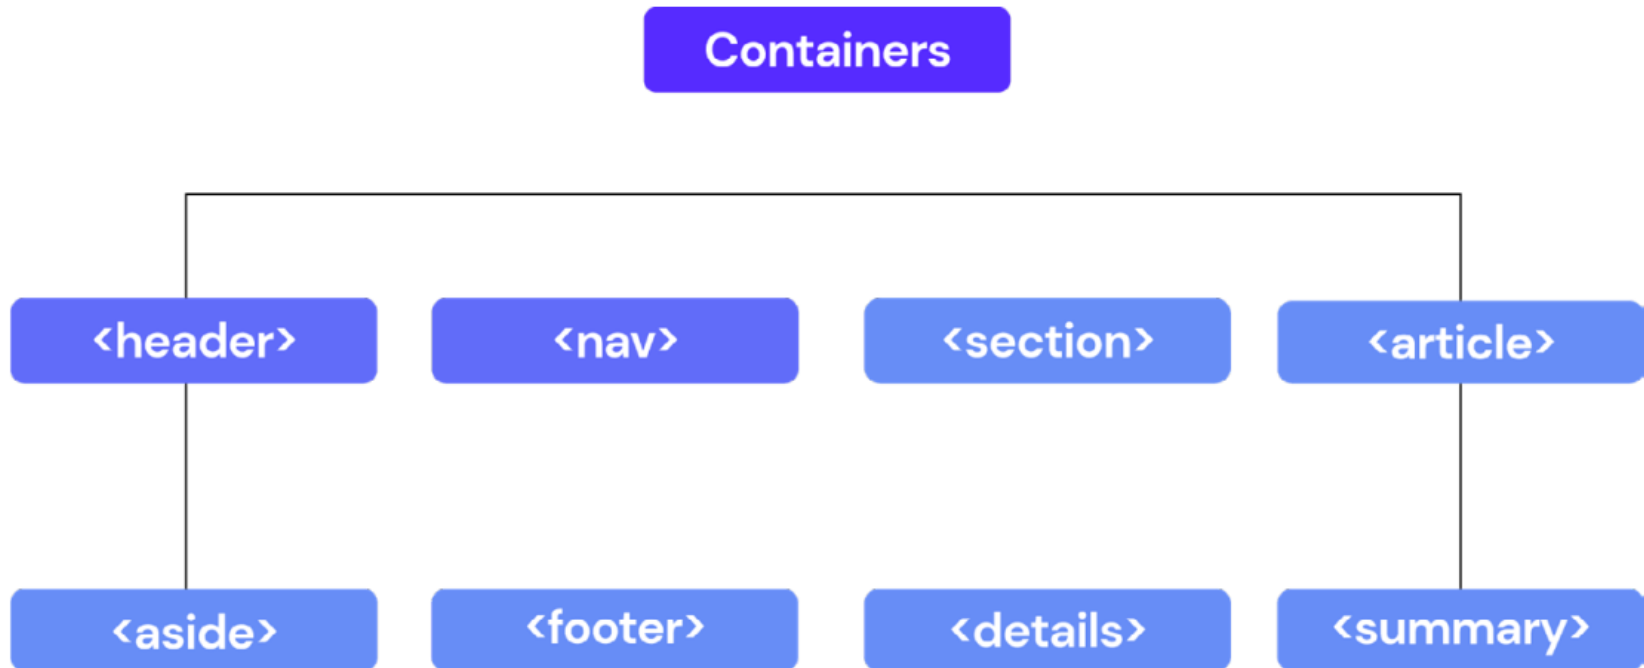 Containers
<header>
<nav>
<section>
<article>
<aside>
<footer>
<details>
<summary>